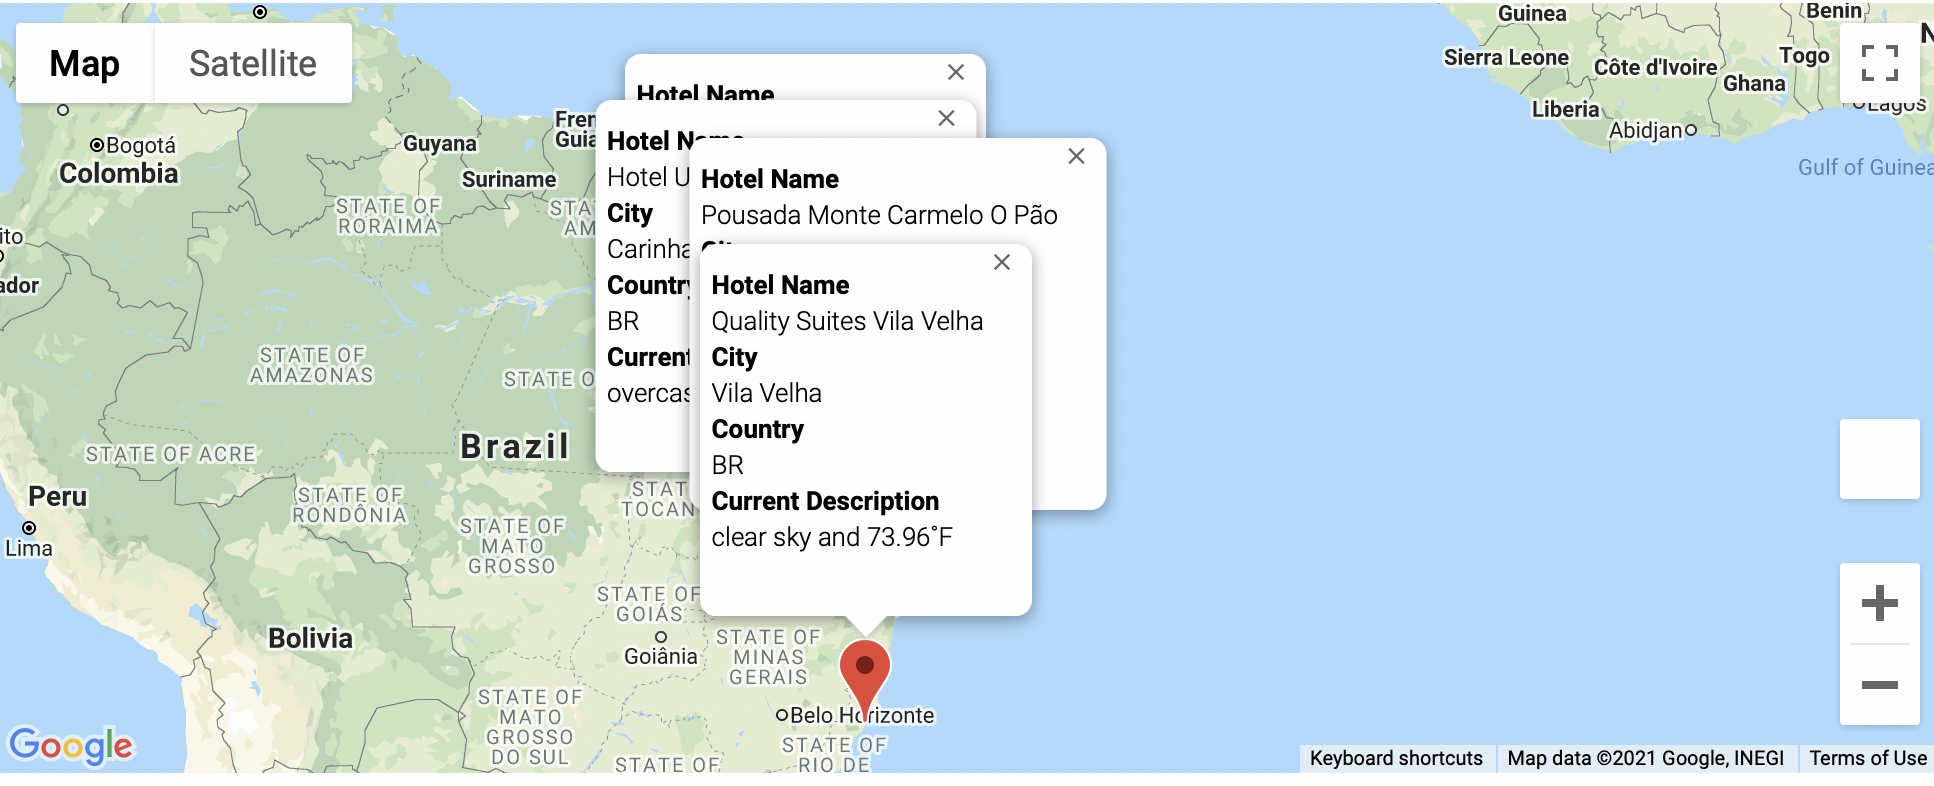 Map
Satellite
Hotel Name
Hotel Name
Hotel U
City
Carinha
Country
BR
Current
overcas
Hotel Name
Pousada Monte Carmelo O Pão
City
Hotel Name
Quality Suites Vila Velha
City
Vila Velha
Country
BR
Current Description
clear sky and 73.96°F
Bogotá
Colombia
Guyana
Suriname
Fren
Guia
STATE OF
RORAIMA
STA
AM
ito
ador
STATE OF
AMAZONAS
STATE O
STATE OF ACRE
Brazil
Peru
Lima
STATE OF
RONDÔNIA
STATE OF
MATO
GROSSO
STAT
TOCAN
STATE OF
GOIÁS
Goiânia
Bolivia
STATE OF
MINAS
GERAIS
STATE OF
MATO
GROSSO
DO SUL
Belo Horizonte
STATE OF
RIO DE
STATE OF
Guinea
Sierra Leone
Côte d'Ivoire
Liberia
Abidjan
Ghana
Togo
Benin
N
Lagos
Gulf of Guinea
Google
Keyboard shortcuts
Map data ©2021 Google, INEGI
Terms of Use